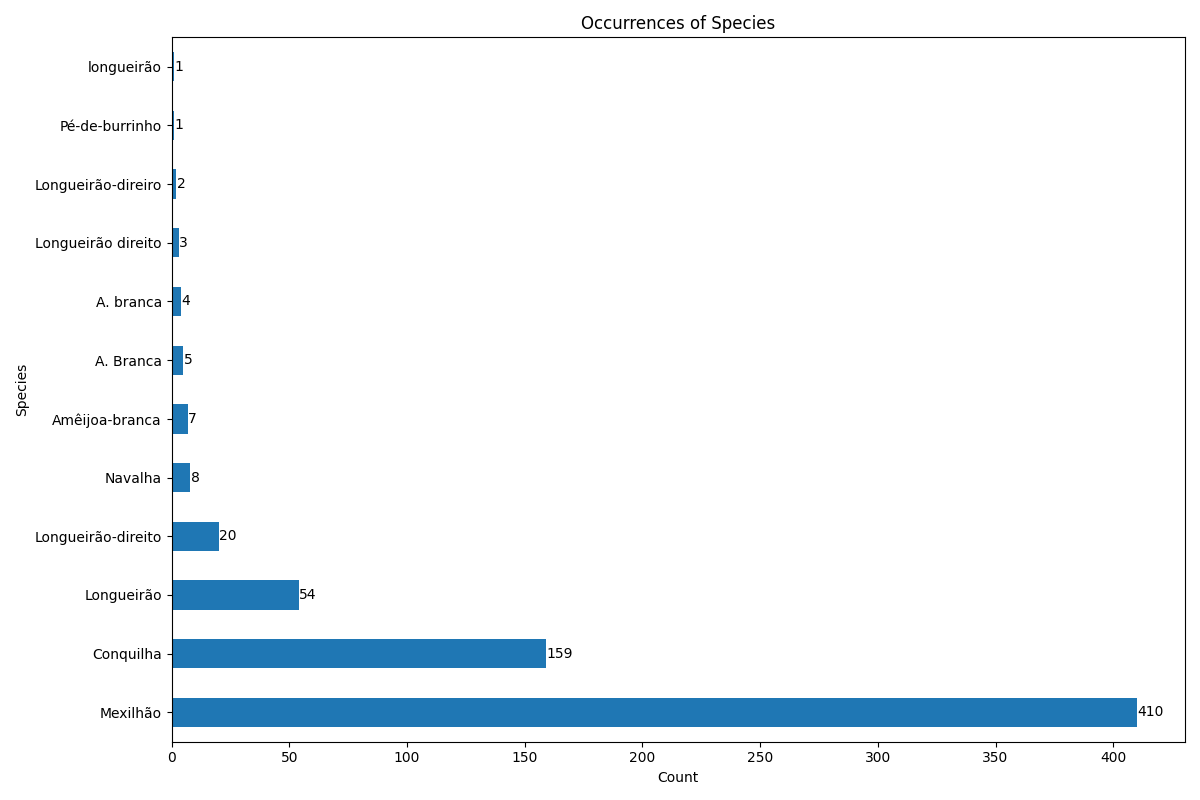 Occurrences of Species
longueirão 1
Pé-de-burrinho 1
Longueirão-direiro 2
Longueirão direito 3
A. branca 4
A. Branca 5
Amêijoa-branca 7
Navalha 8
Longueirão-direito 20
Longueirão 54
Conquilha 159
Mexilhão 410
0 50 100 150 200 250 300 350 400
Count
Species